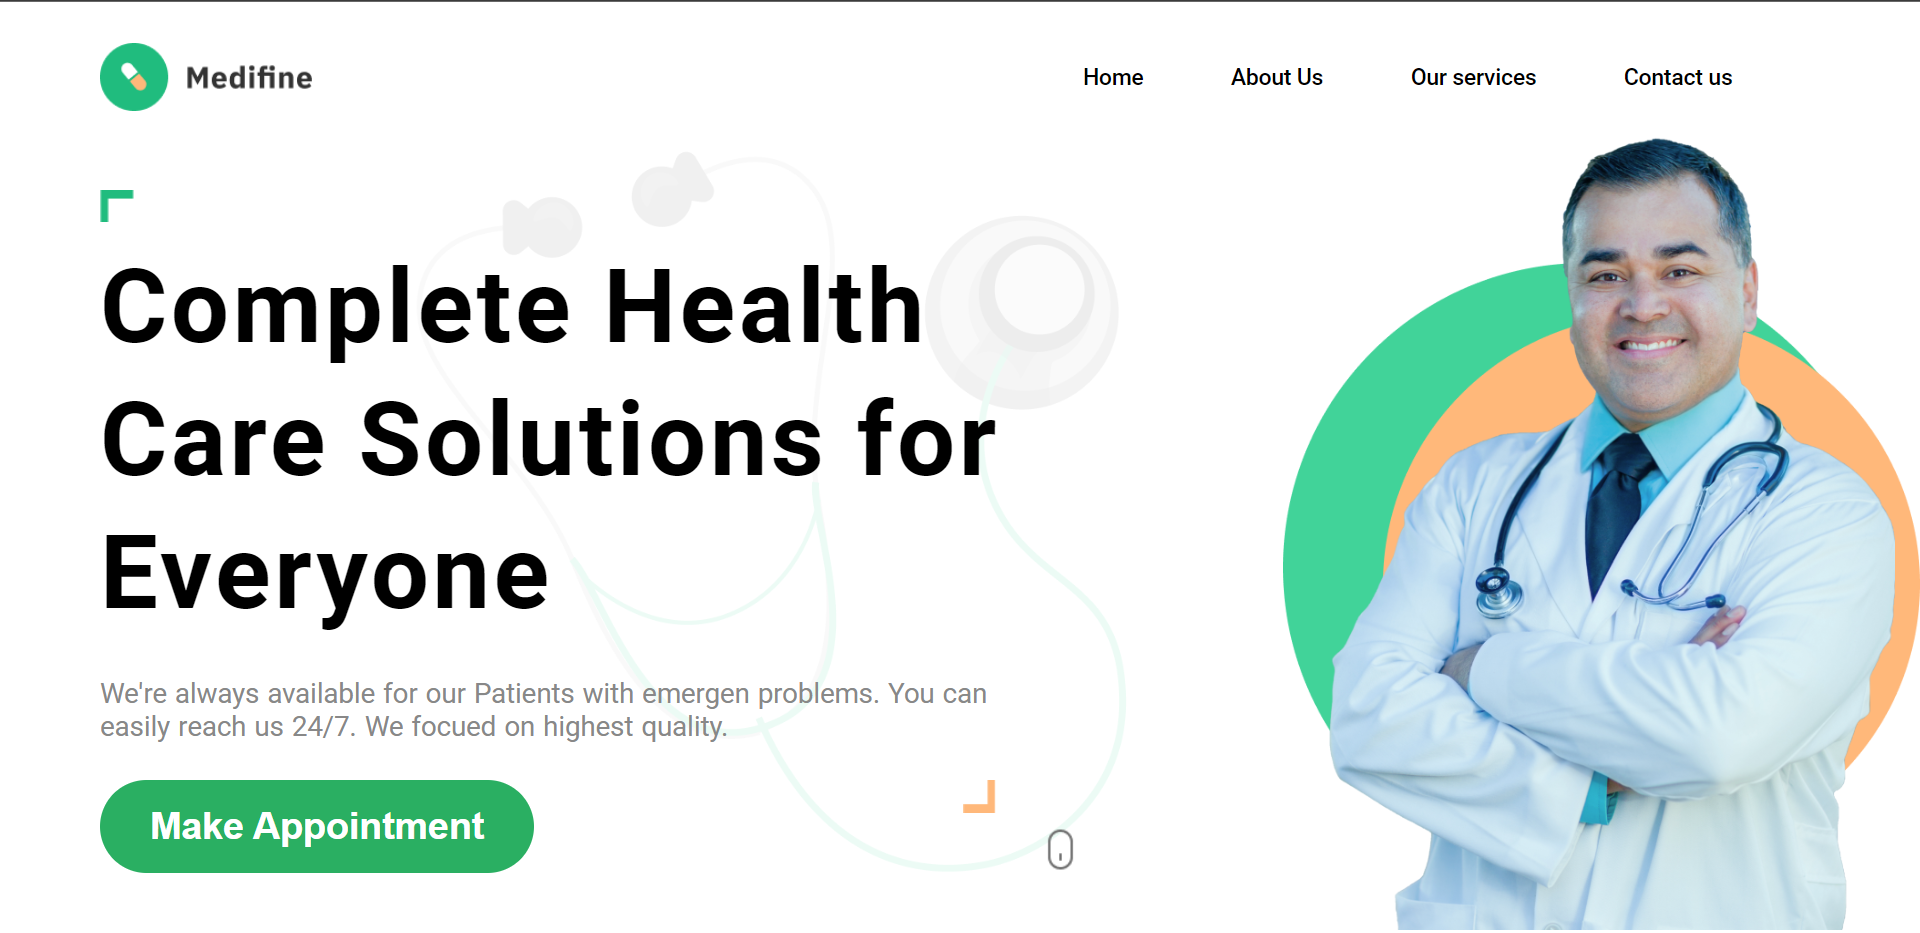 Medifine
Home
About Us
Our services
Contact us
Complete Health
Care Solutions for
Everyone
We're always available for our Patients with emergen problems. You can
easily reach us 24/7. We focued on highest quality.
Make Appointment